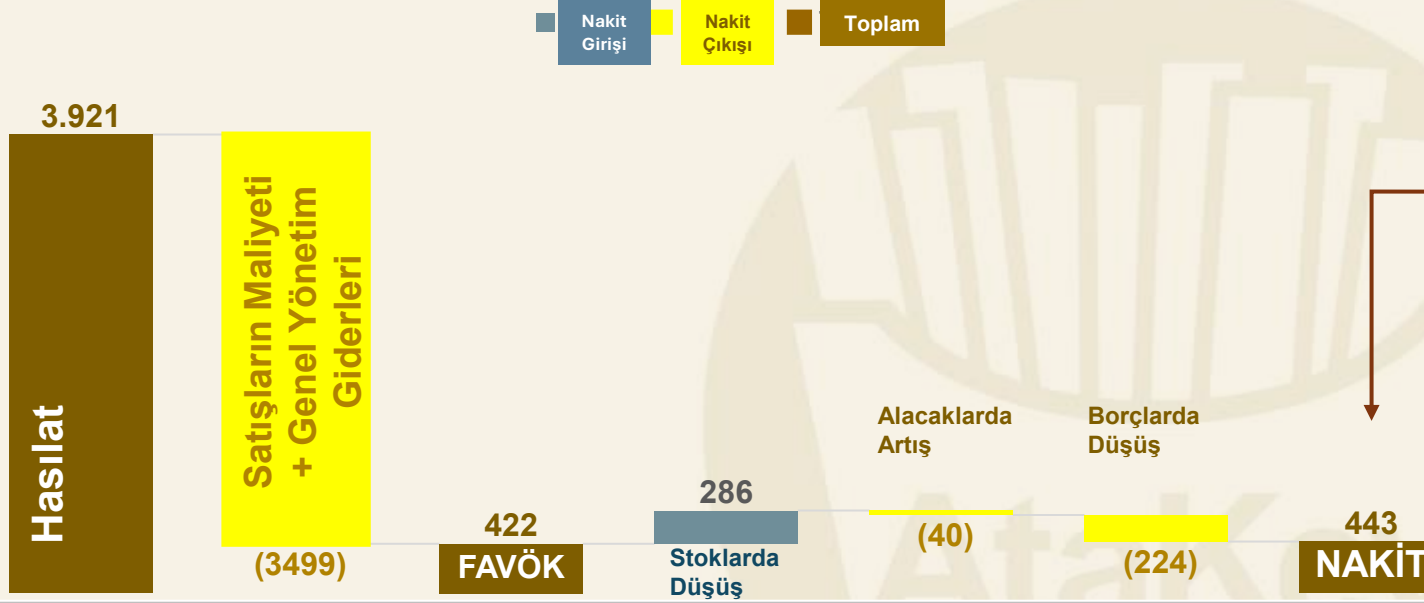 Nakit
Girişi
Nakit
Çıkışı
Toplam
3.921
Hasılat
Satışların Maliyeti
+ Genel Yönetim
Giderleri
(3499)
422
FAVÖK
286
Stoklarda
Düşüş
Alacaklarda
Artış
(40)
Borçlarda
Düşüş
(224)
443
NAKİT
AtaKe